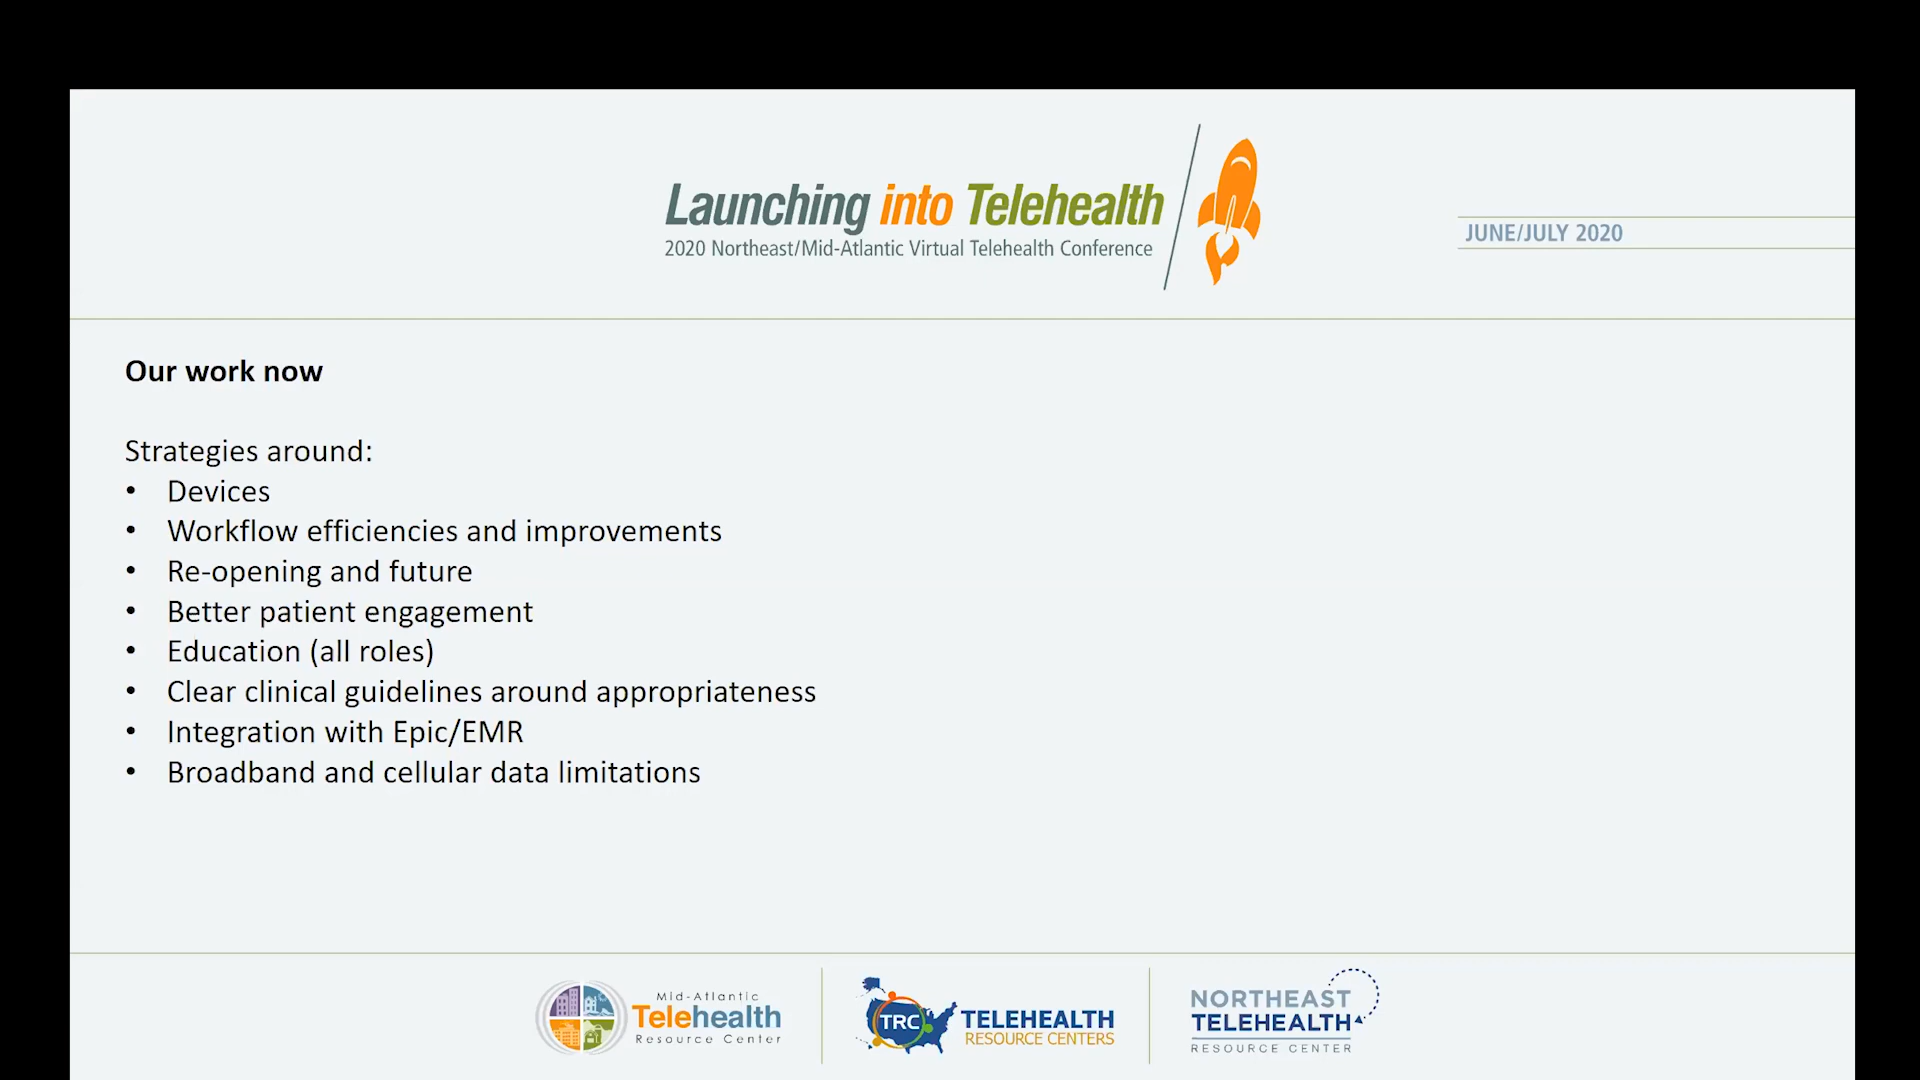 Launching into Telehealth
2020 Northeast/Mid-Atlantic Virtual Telehealth Conference
JUNE/JULY 2020
Our work now
Strategies around:
• Devices
• Workflow efficiencies and improvements
• Re-opening and future
• Better patient engagement
• Education (all roles)
• Clear clinical guidelines around appropriateness
• Integration with Epic/EMR
• Broadband and cellular data limitations
Mid-Atlantic
Telehealth
Resource Center
TRC
TELEHEALTH
RESOURCE CENTERS
NORTHEAST
TELEHEALTH
RESOURCE CENTER